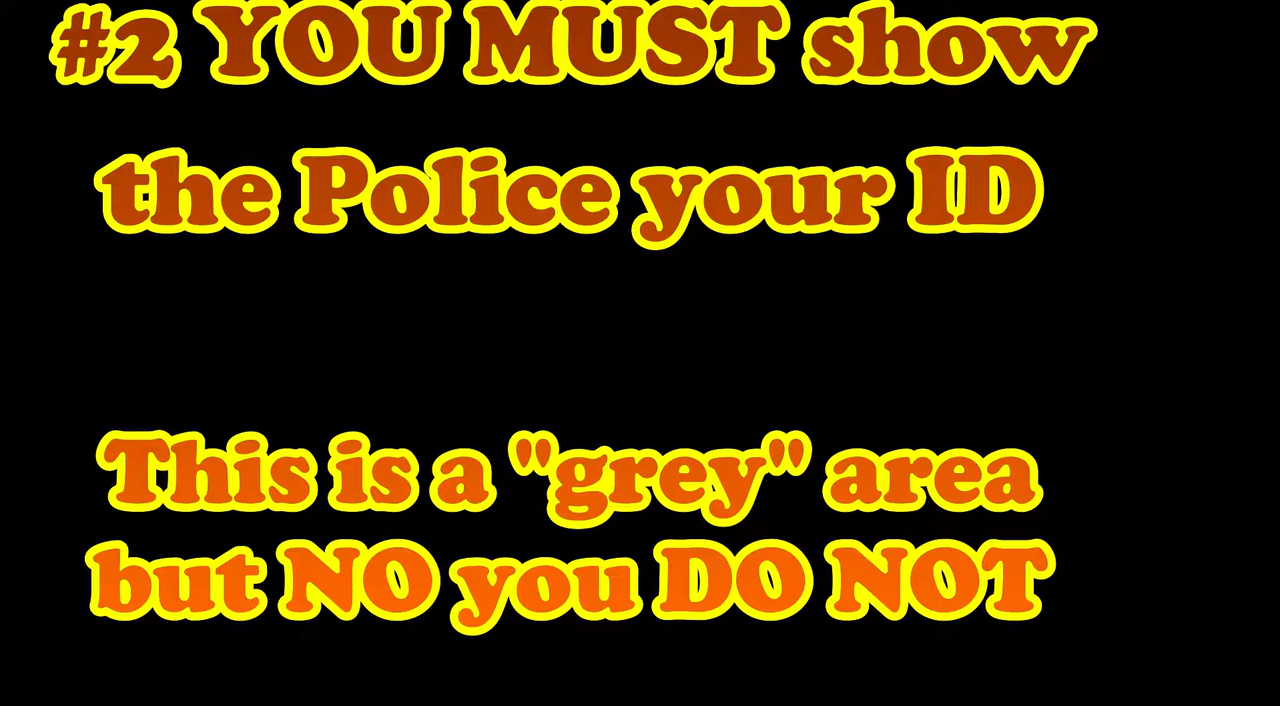 #2 YOU MUST show
the Police your ID
This is a "grey" area
but NO you DO NOT